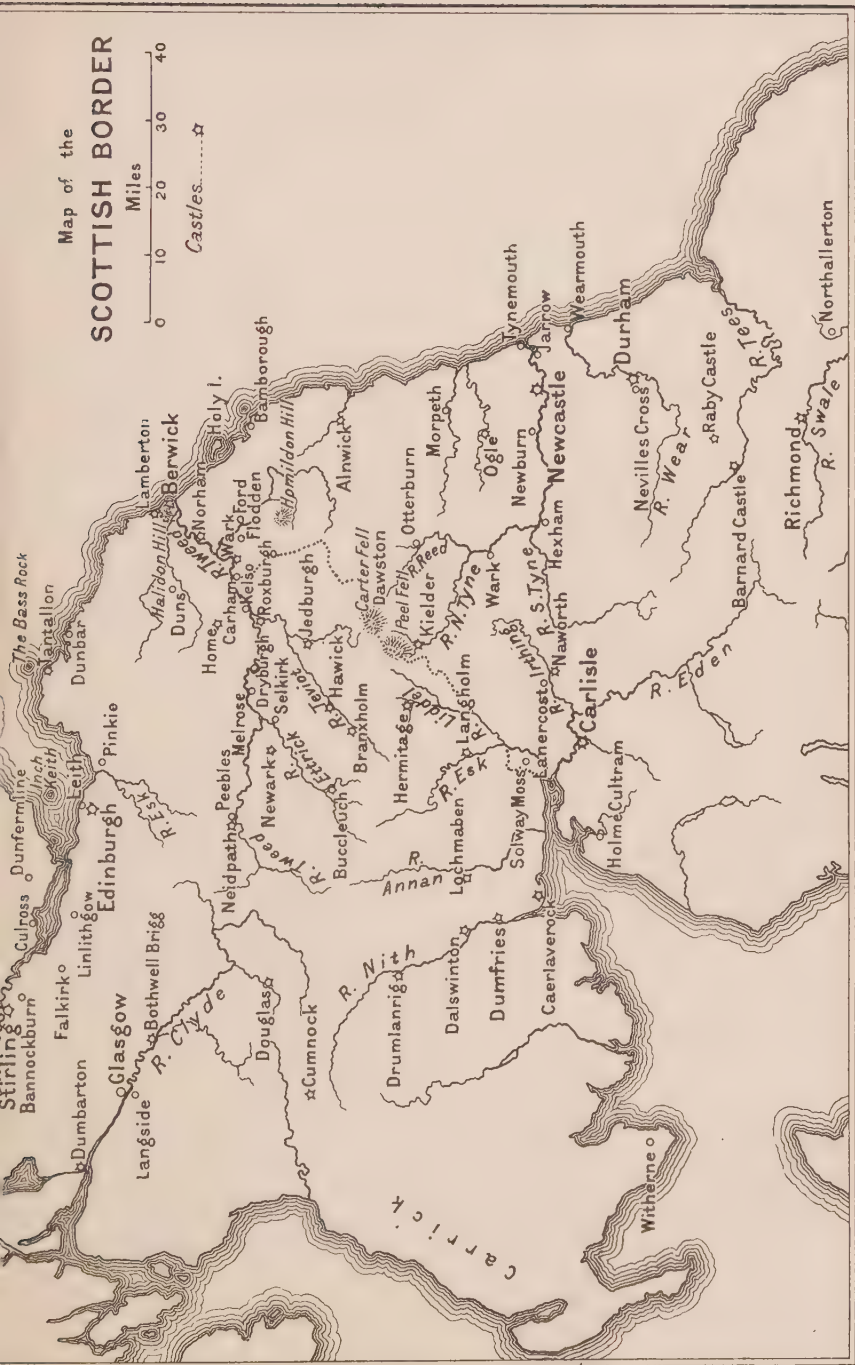 Map of the
SCOTTISH BORDER
Miles
0 10 20 30 40
Castles
Stirling
Bannockburn
Culross
Dunfermline
Inch
Keith
The Bass Rock
Tantallon
Dunbar
Falkirk
Linlithgow
Edinburgh
Leith
Pinkie
R. Esk
Dumbarton
Glasgow
Langside
Bothwell Brigg
R. Clyde
Lamberton
Berwick
Halidon Hill
Duns
R. Tweed
Norham
Holy I.
Bamborough
Home
Carham
Wark
Ford
Flodden
Kelso
Roxburgh
Homildon Hill
Neidpath
Peebles
Melrose
Dryburgh
Selkirk
Newark
R. Tweed
R. Ettrick
R. Teviot
Jedburgh
Hawick
Branxholm
Buccleuch
Douglas
Cumnock
Alnwick
Carter Fell
Dawston
Peel Fell
Kielder
Otterburn
R. Reed
R. N. Tyne
Wark
Morpeth
Ogle
Hermitage
R. Liddel
Langholm
R. Esk
Lochmaben
R. Annan
R. Nith
Drumlanrig
Dalswinton
Dumfries
Caerlaverock
Solway Moss
Lanercost
R. Irthing
R. S. Tyne
Naworth
Hexham
Newburn
Newcastle
Tynemouth
Jarrow
Wearmouth
Carlisle
Holme Cultram
R. Eden
Durham
Nevilles Cross
R. Wear
Raby Castle
Barnard Castle
R. Tees
Richmond
R. Swale
Northallerton
Carrick
Witherne